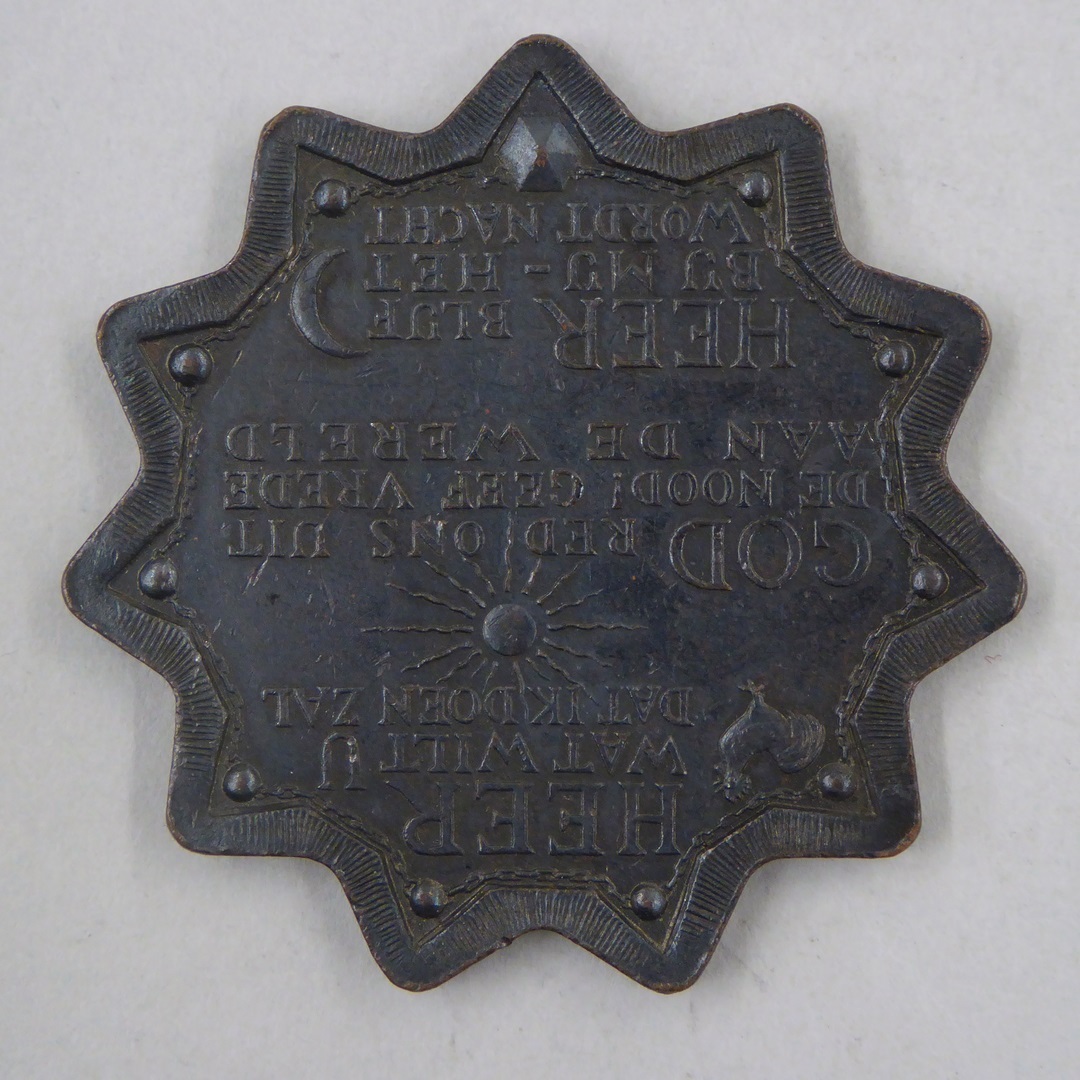 HEER
WAT WILT U
DAT IK DOEN ZAL
GOD RED ONS UIT
DE NOOD! GEEF VREDE
AAN DE WERELD
HEER BLIJF
BIJ MIJ - HET
WORDT NACHT